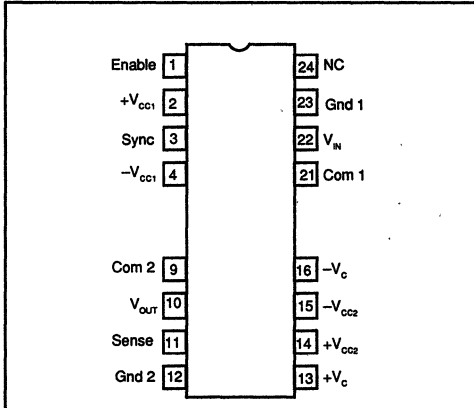 Enable 1 24 NC
+VCC1 2 23 Gnd 1
Sync 3 22 VIN
−VCC1 4 21 Com 1
Com 2 9 16 −VC
VOUT 10 15 −VCC2
Sense 11 14 +VCC2
Gnd 2 12 13 +VC